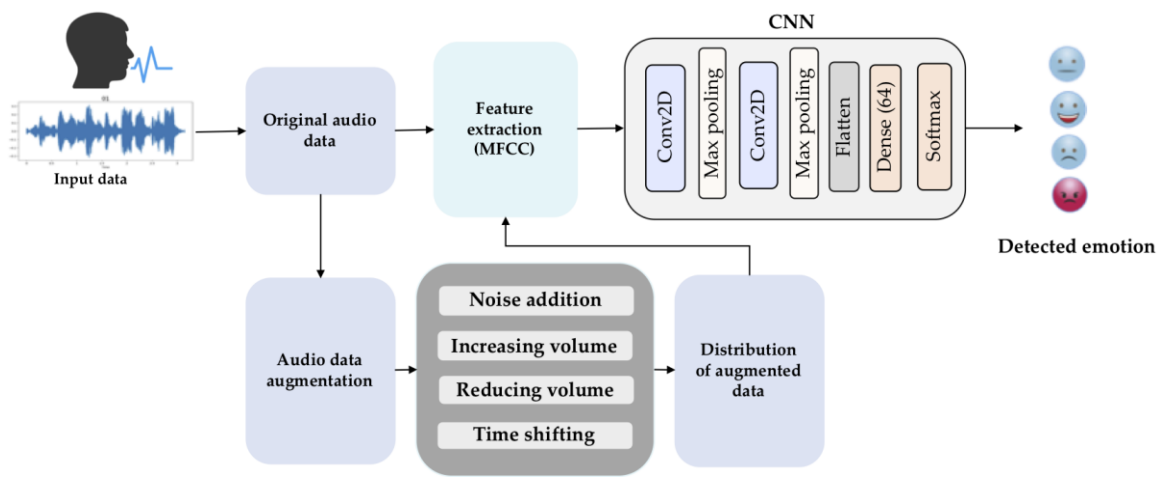 CNN
Input data
Original audio
data
Feature
extraction
(MFCC)
Conv2D
Max pooling
Conv2D
Max pooling
Flatten
Dense (64)
Softmax
Detected emotion
Audio data
augmentation
Noise addition
Increasing volume
Reducing volume
Time shifting
Distribution
of augmented
data